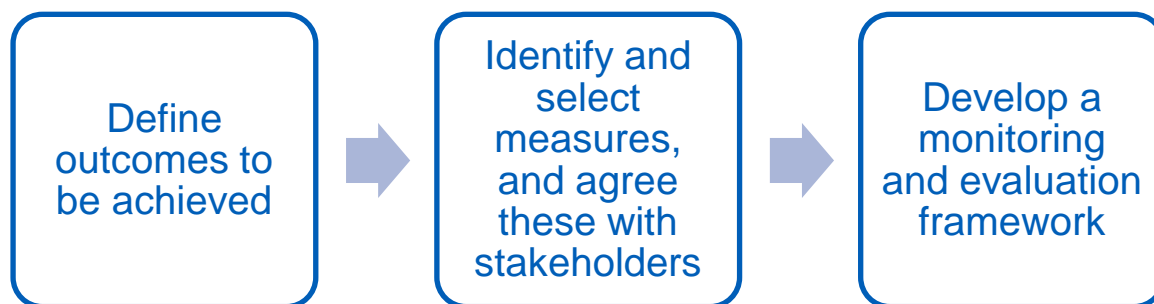 Define
outcomes to
be achieved
Identify and
select
measures,
and agree
these with
stakeholders
Develop a
monitoring
and evaluation
framework